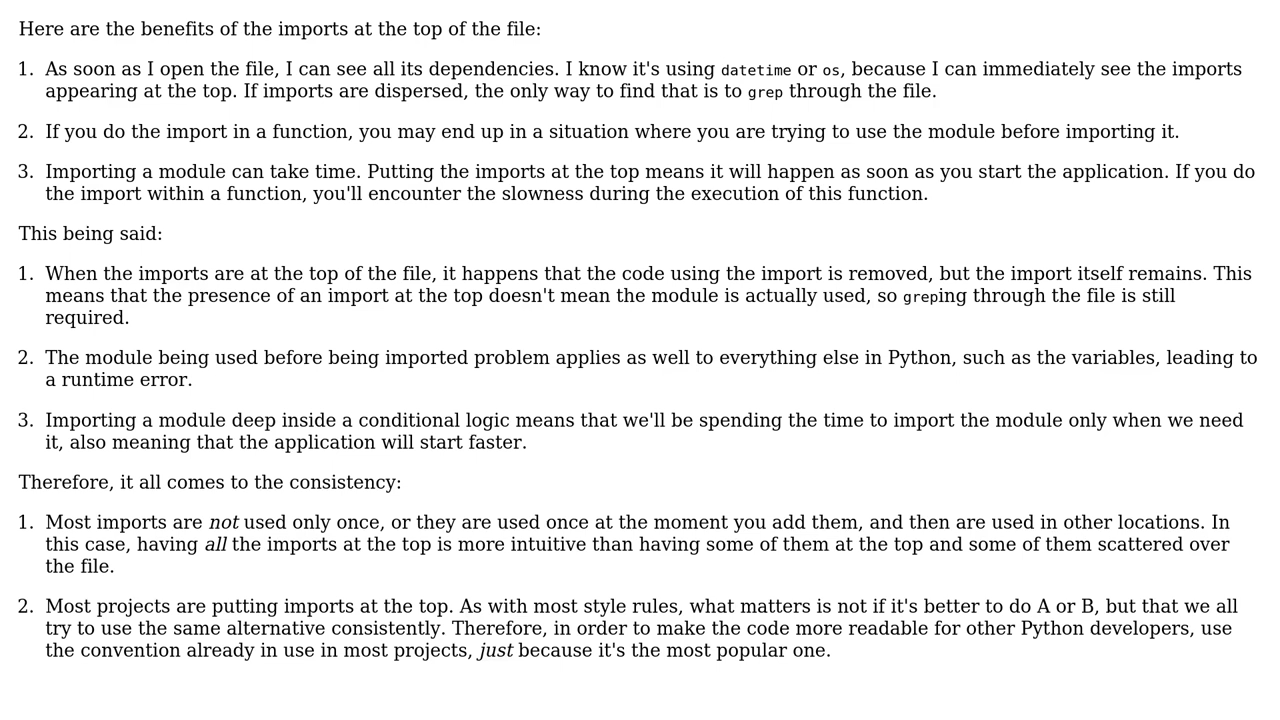 Here are the benefits of the imports at the top of the file:
1. As soon as I open the file, I can see all its dependencies. I know it's using datetime or os, because I can immediately see the imports
appearing at the top. If imports are dispersed, the only way to find that is to grep through the file.
2. If you do the import in a function, you may end up in a situation where you are trying to use the module before importing it.
3. Importing a module can take time. Putting the imports at the top means it will happen as soon as you start the application. If you do
the import within a function, you'll encounter the slowness during the execution of this function.
This being said:
1. When the imports are at the top of the file, it happens that the code using the import is removed, but the import itself remains. This
means that the presence of an import at the top doesn't mean the module is actually used, so greping through the file is still
required.
2. The module being used before being imported problem applies as well to everything else in Python, such as the variables, leading to
a runtime error.
3. Importing a module deep inside a conditional logic means that we'll be spending the time to import the module only when we need
it, also meaning that the application will start faster.
Therefore, it all comes to the consistency:
1. Most imports are not used only once, or they are used once at the moment you add them, and then are used in other locations. In
this case, having all the imports at the top is more intuitive than having some of them at the top and some of them scattered over
the file.
2. Most projects are putting imports at the top. As with most style rules, what matters is not if it's better to do A or B, but that we all
try to use the same alternative consistently. Therefore, in order to make the code more readable for other Python developers, use
the convention already in use in most projects, just because it's the most popular one.